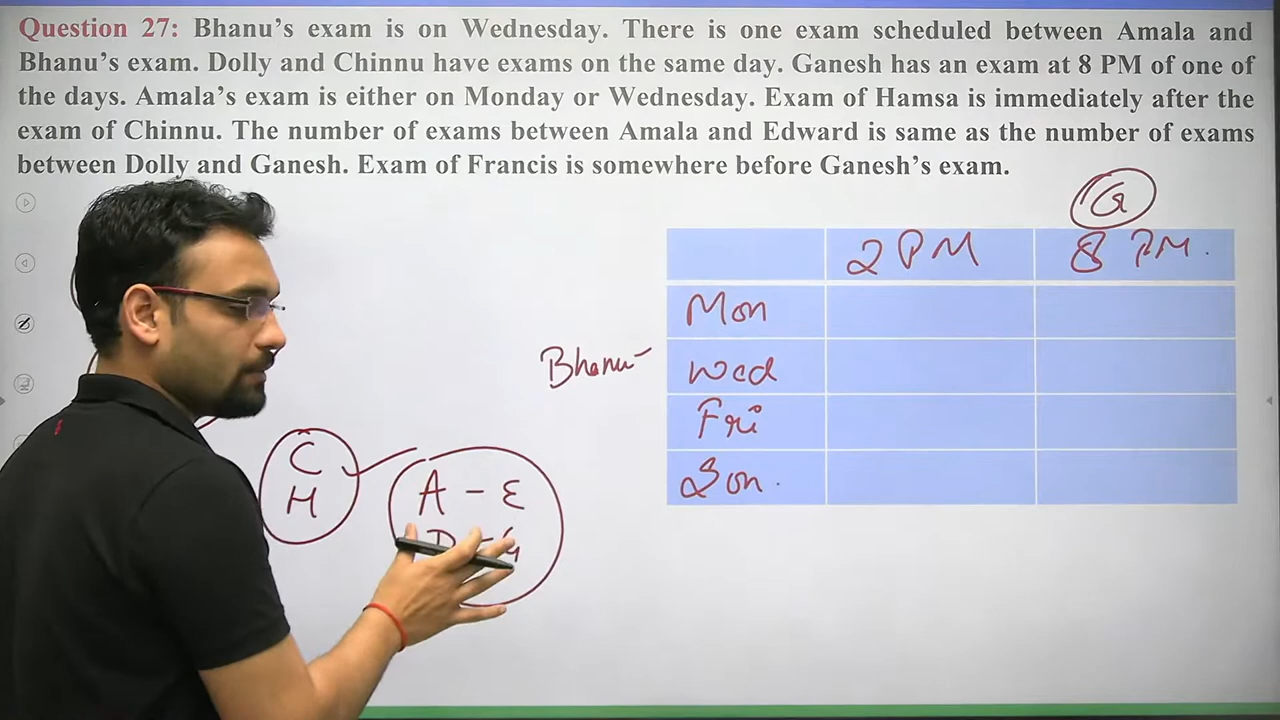 Question 27: Bhanu's exam is on Wednesday. There is one exam scheduled between Amala and
Bhanu's exam. Dolly and Chinnu have exams on the same day. Ganesh has an exam at 8 PM of one of
the days. Amala's exam is either on Monday or Wednesday. Exam of Hamsa is immediately after the
exam of Chinnu. The number of exams between Amala and Edward is same as the number of exams
between Dolly and Ganesh. Exam of Francis is somewhere before Ganesh's exam.
G
2 PM 8 PM.
Mon
Bhanu- Wed
Fri
Sun.
C
H
A - E
D - G